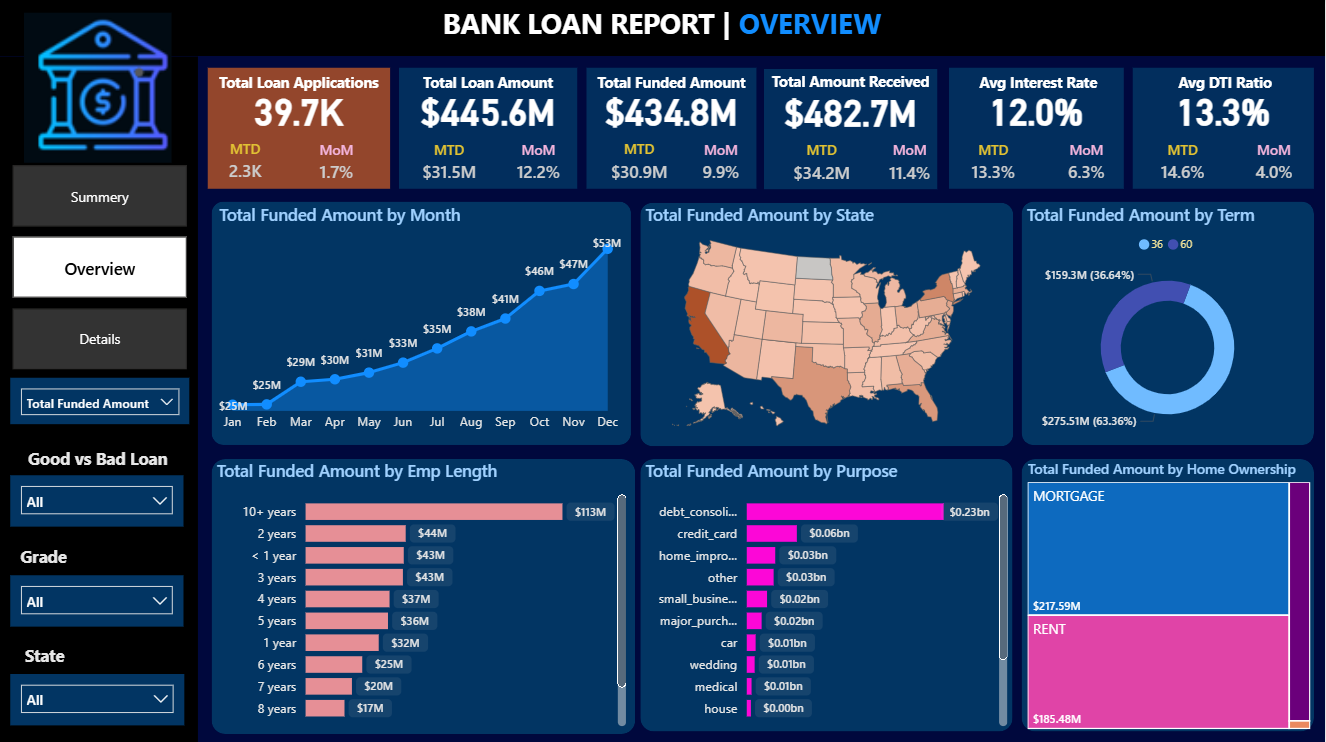 BANK LOAN REPORT | OVERVIEW
Total Loan Applications
39.7K
MTD MoM
2.3K 1.7%
Total Loan Amount
$445.6M
MTD MoM
$31.5M 12.2%
Total Funded Amount
$434.8M
MTD MoM
$30.9M 9.9%
Total Amount Received
$482.7M
MTD MoM
$34.2M 11.4%
Avg Interest Rate
12.0%
MTD MoM
13.3% 6.3%
Avg DTI Ratio
13.3%
MTD MoM
14.6% 4.0%
Summery
Overview
Details
Total Funded Amount
Good vs Bad Loan
All
Grade
All
State
All
Total Funded Amount by Month
$25M $25M $29M $30M $31M $33M $35M $38M $41M $46M $47M $53M
Jan Feb Mar Apr May Jun Jul Aug Sep Oct Nov Dec
Total Funded Amount by State
Total Funded Amount by Term
36 60
$159.3M (36.64%)
$275.51M (63.36%)
Total Funded Amount by Emp Length
10+ years $113M
2 years $44M
< 1 year $43M
3 years $43M
4 years $37M
5 years $36M
1 year $32M
6 years $25M
7 years $20M
8 years $17M
Total Funded Amount by Purpose
debt_consoli... $0.23bn
credit_card $0.06bn
home_impro... $0.03bn
other $0.03bn
small_busine... $0.02bn
major_purch... $0.02bn
car $0.01bn
wedding $0.01bn
medical $0.01bn
house $0.00bn
Total Funded Amount by Home Ownership
MORTGAGE
$217.59M
RENT
$185.48M